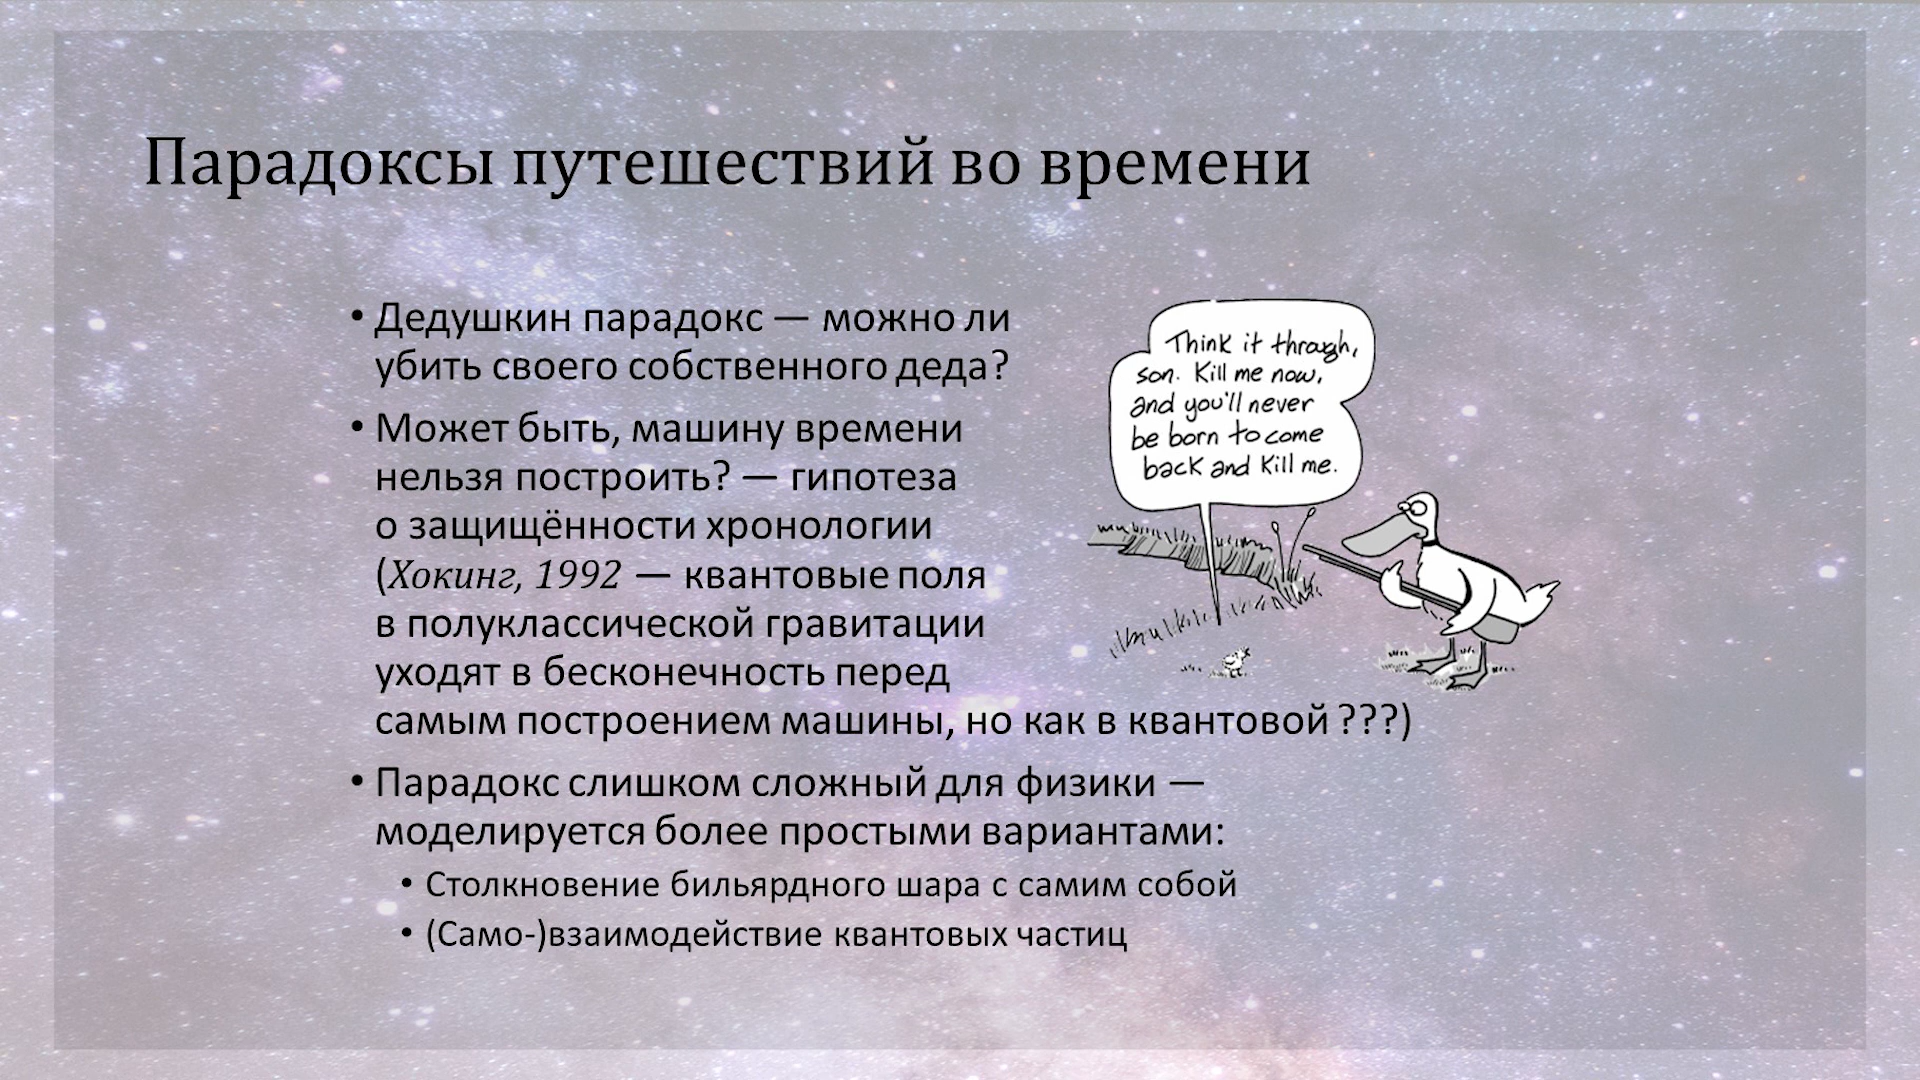 Парадоксы путешествий во времени
• Дедушкин парадокс — можно ли
убить своего собственного деда?
• Может быть, машину времени
нельзя построить? — гипотеза
о защищённости хронологии
(Хокинг, 1992 — квантовые поля
в полуклассической гравитации
уходят в бесконечность перед
самым построением машины, но как в квантовой ???)
• Парадокс слишком сложный для физики —
моделируется более простыми вариантами:
• Столкновение бильярдного шара с самим собой
• (Само-)взаимодействие квантовых частиц
Think it through,
son. Kill me now,
and you'll never
be born to come
back and kill me.